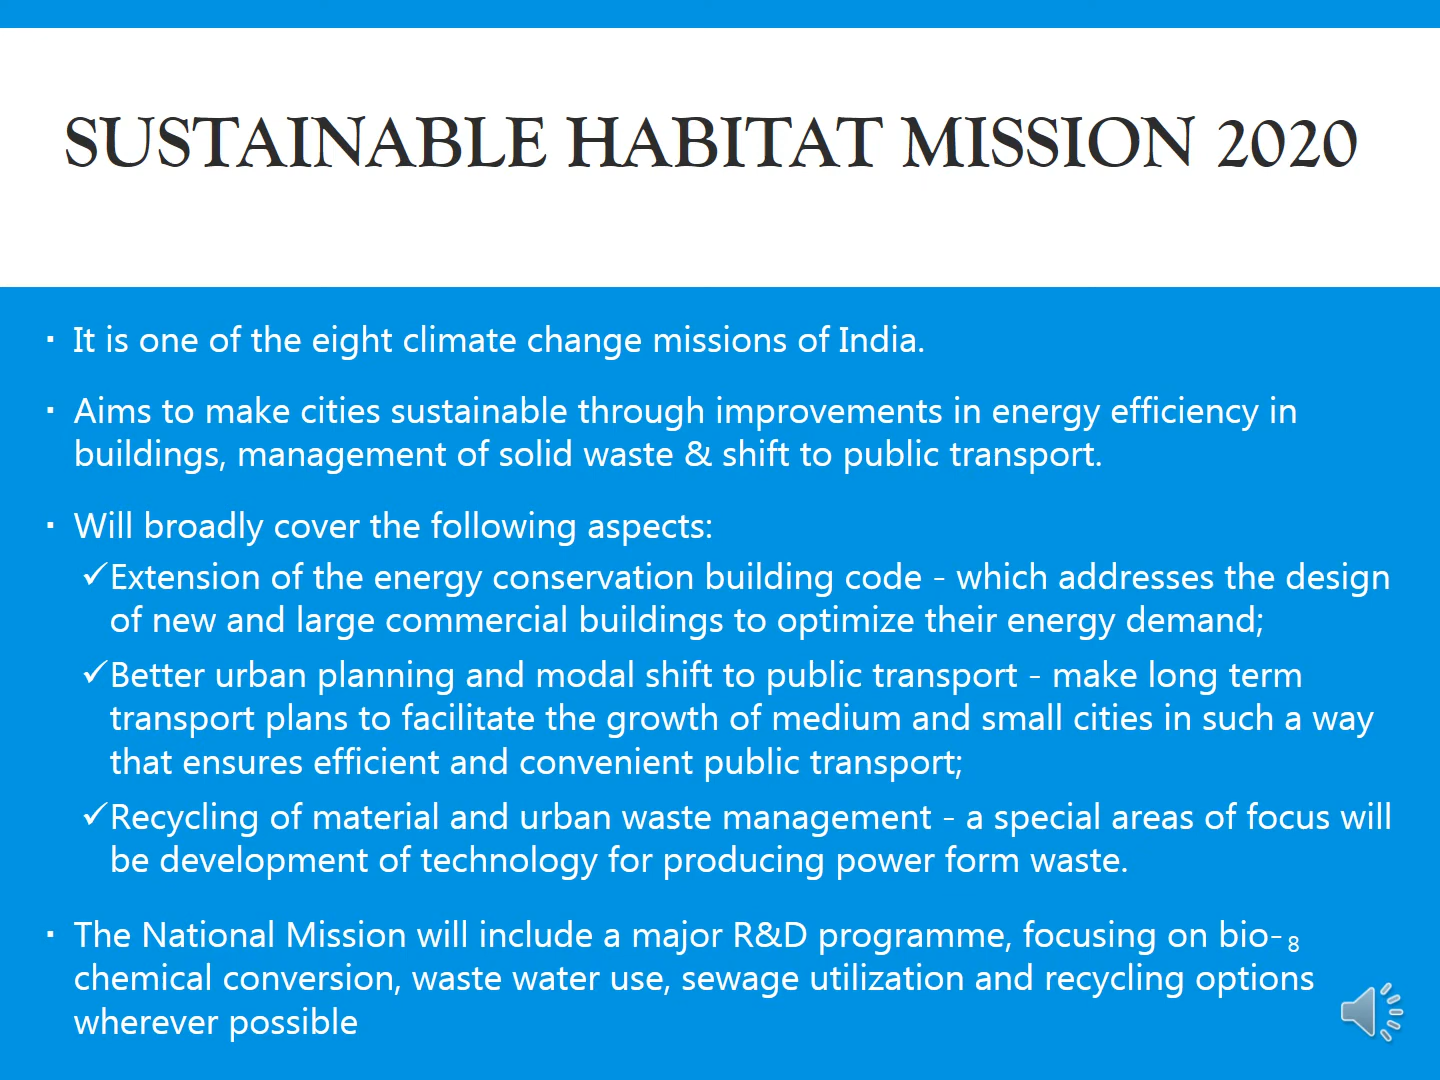 SUSTAINABLE HABITAT MISSION 2020
▪ It is one of the eight climate change missions of India.
▪ Aims to make cities sustainable through improvements in energy efficiency in
buildings, management of solid waste & shift to public transport.
▪ Will broadly cover the following aspects:
✓Extension of the energy conservation building code - which addresses the design
of new and large commercial buildings to optimize their energy demand;
✓Better urban planning and modal shift to public transport - make long term
transport plans to facilitate the growth of medium and small cities in such a way
that ensures efficient and convenient public transport;
✓Recycling of material and urban waste management - a special areas of focus will
be development of technology for producing power form waste.
▪ The National Mission will include a major R&D programme, focusing on bio-
8
chemical conversion, waste water use, sewage utilization and recycling options
wherever possible